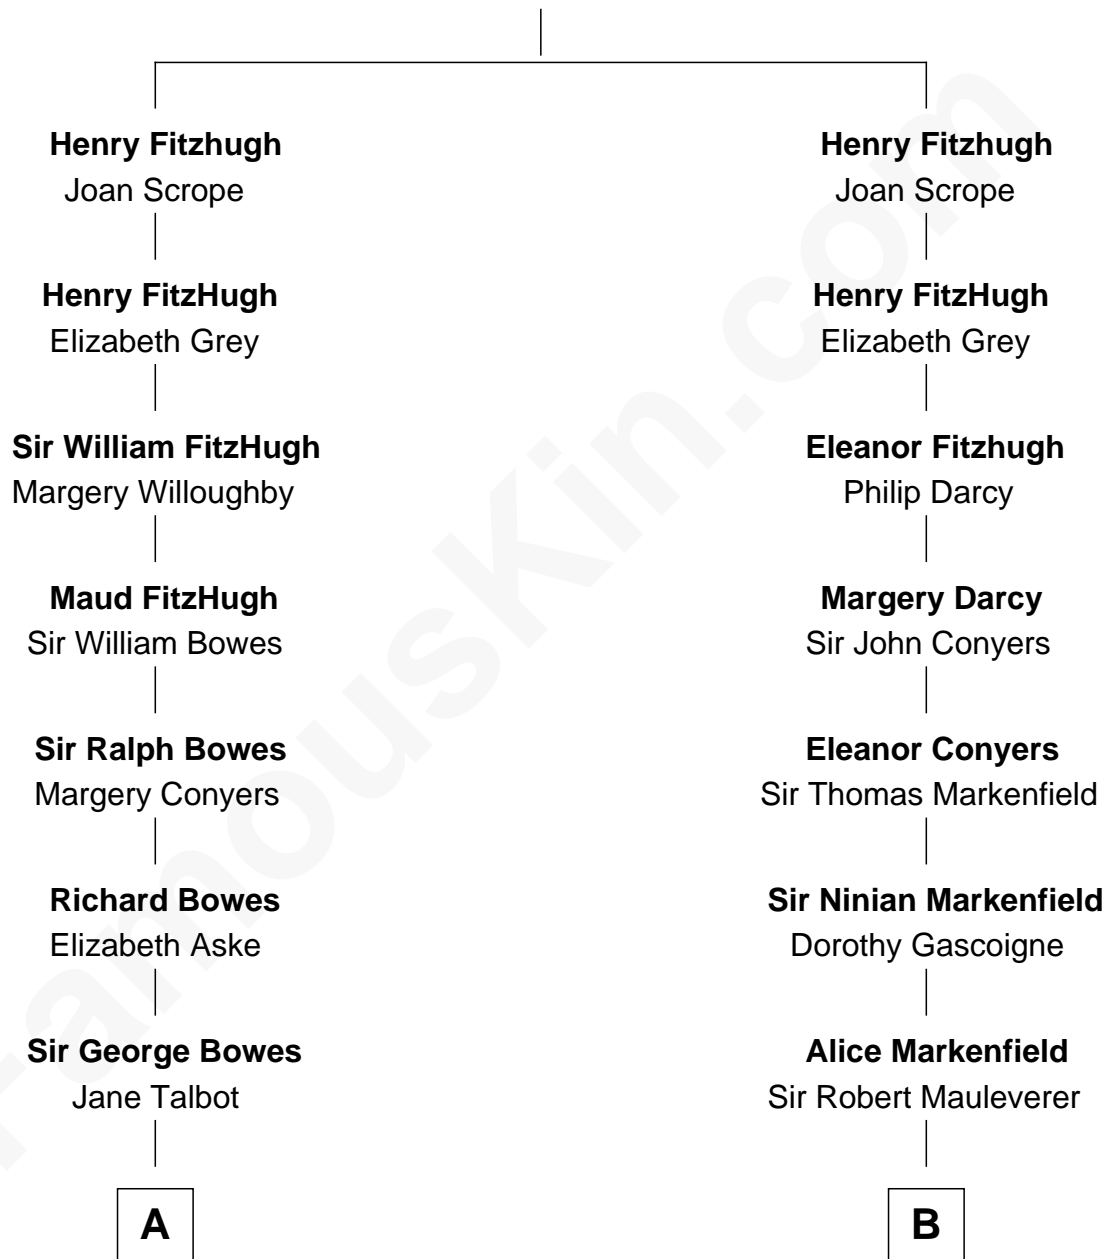 Henry Fitzhugh
Joan Scrope
Henry FitzHugh
Elizabeth Grey
Sir William FitzHugh
Margery Willoughby
Maud FitzHugh
Sir William Bowes
Sir Ralph Bowes
Margery Conyers
Richard Bowes
Elizabeth Aske
Sir George Bowes
Jane Talbot
A
Henry Fitzhugh
Joan Scrope
Henry FitzHugh
Elizabeth Grey
Eleanor Fitzhugh
Philip Darcy
Margery Darcy
Sir John Conyers
Eleanor Conyers
Sir Thomas Markenfield
Sir Ninian Markenfield
Dorothy Gascoigne
Alice Markenfield
Sir Robert Mauleverer
B
FamousKin.com